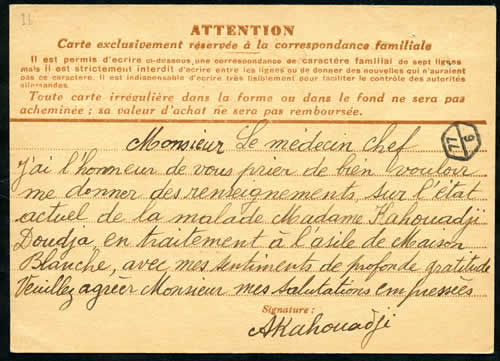 18
ATTENTION
Carte exclusivement réservée à la correspondance familiale
Il est permis d'écrire ci-dessous, une correspondance de caractère familial de sept lignes
mais il est strictement interdit d'écrire entre les lignes ou de donner des nouvelles qui n'auraient
pas ce caractère. Il est indispensable d'écrire très lisiblement pour faciliter le contrôle des autorités
allemandes.
Toute carte irrégulière dans la forme ou dans le fond ne sera pas
acheminée ; sa valeur d'achat ne sera pas remboursée.
Monsieur Le médecin chef
77
6
j'ai l'honneur de vous prier de bien vouloir
me donner des renseignements, sur l'état
actuel de la malade Madame Kahouadji
Doudja, en traitement à l'asile de Maison
Blanche, avec mes sentiments de profonde gratitude
Veuillez agréer Monsieur mes salutations empressées
Signature :
AKahouadji